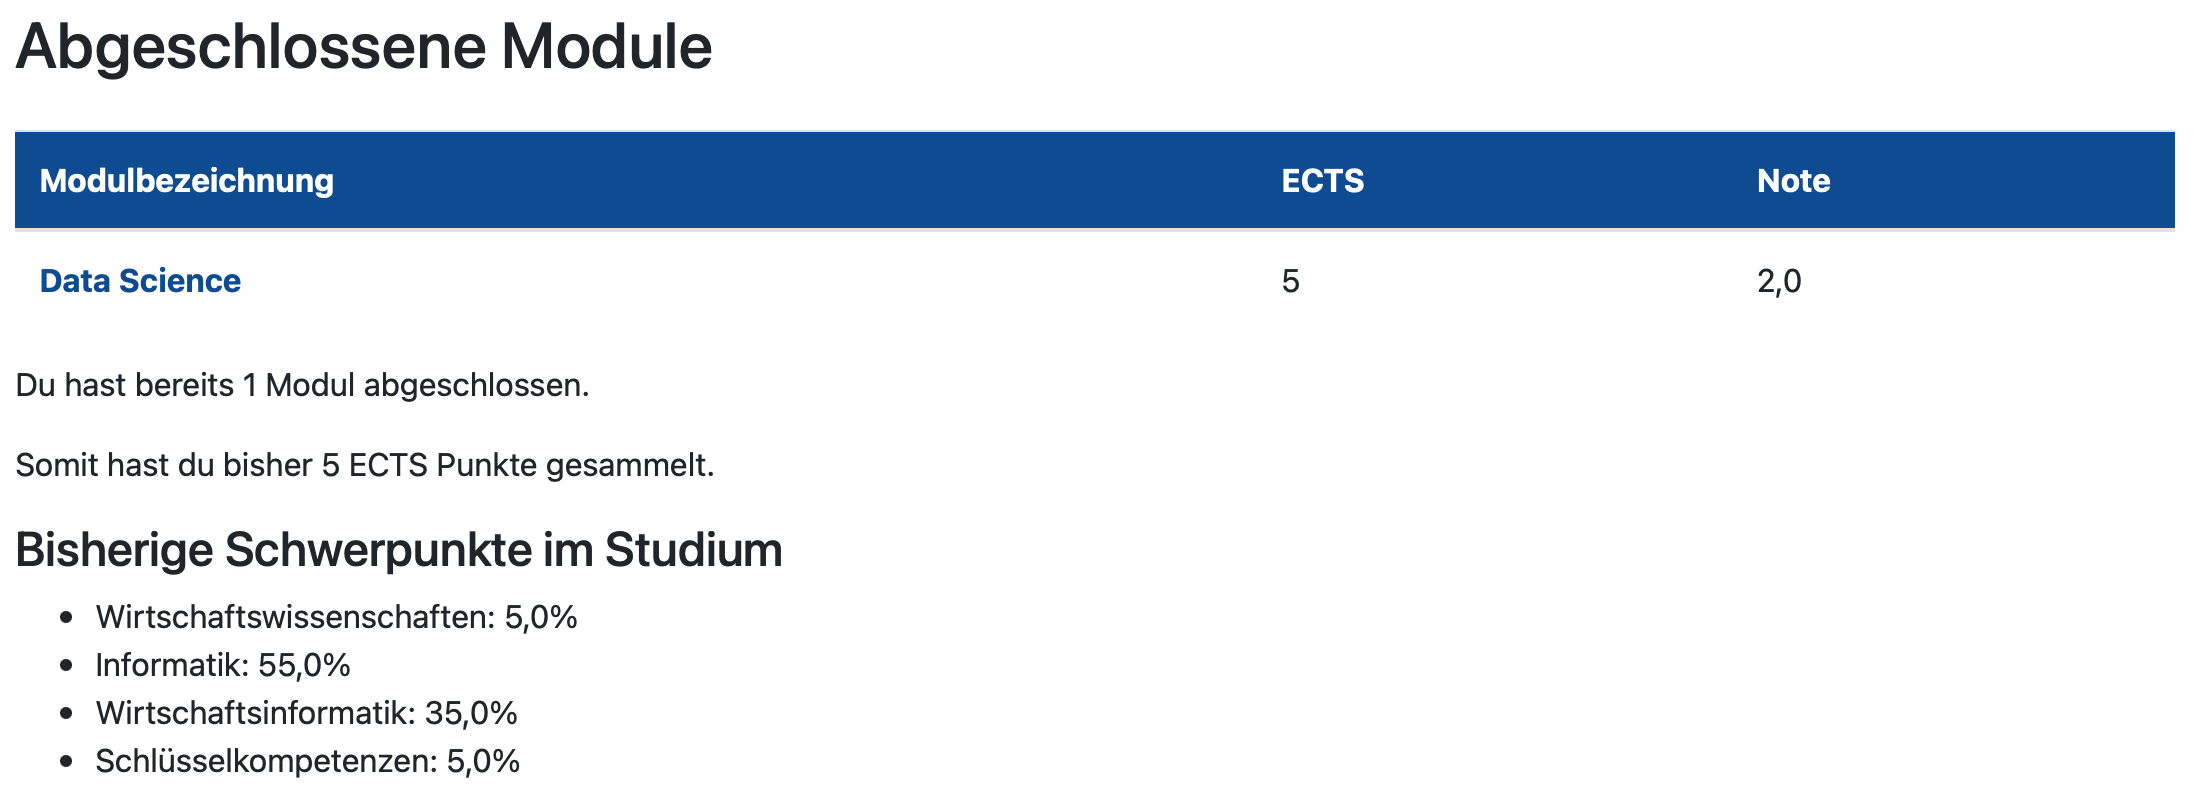 Abgeschlossene Module
Modulbezeichnung ECTS Note
Data Science 5 2,0
Du hast bereits 1 Modul abgeschlossen.
Somit hast du bisher 5 ECTS Punkte gesammelt.
Bisherige Schwerpunkte im Studium
• Wirtschaftswissenschaften: 5,0%
• Informatik: 55,0%
• Wirtschaftsinformatik: 35,0%
• Schlüsselkompetenzen: 5,0%